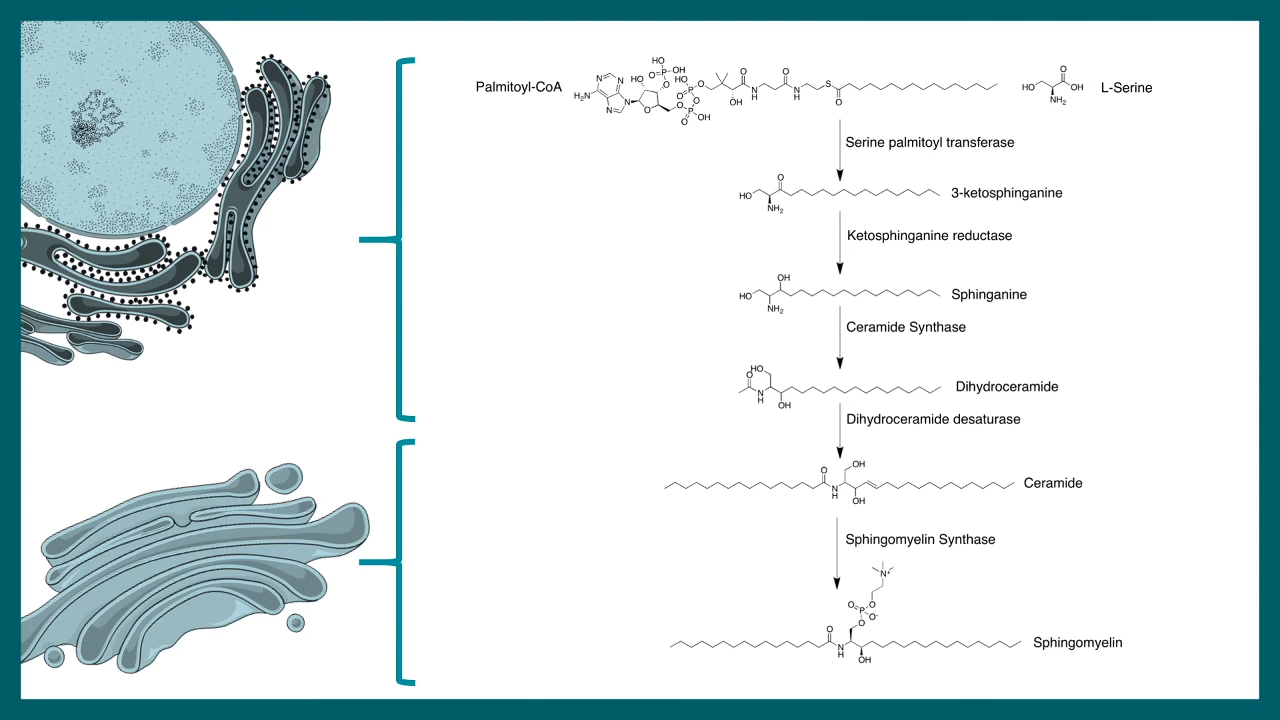 Palmitoyl-CoA
L-Serine
Serine palmitoyl transferase
3-ketosphinganine
Ketosphinganine reductase
Sphinganine
Ceramide Synthase
Dihydroceramide
Dihydroceramide desaturase
Ceramide
Sphingomyelin Synthase
Sphingomyelin